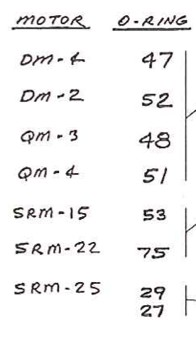 MOTOR O-RING
DM-4 47
DM-2 52
QM-3 48
QM-4 51
SRM-15 53
SRM-22 75
SRM-25 29
27